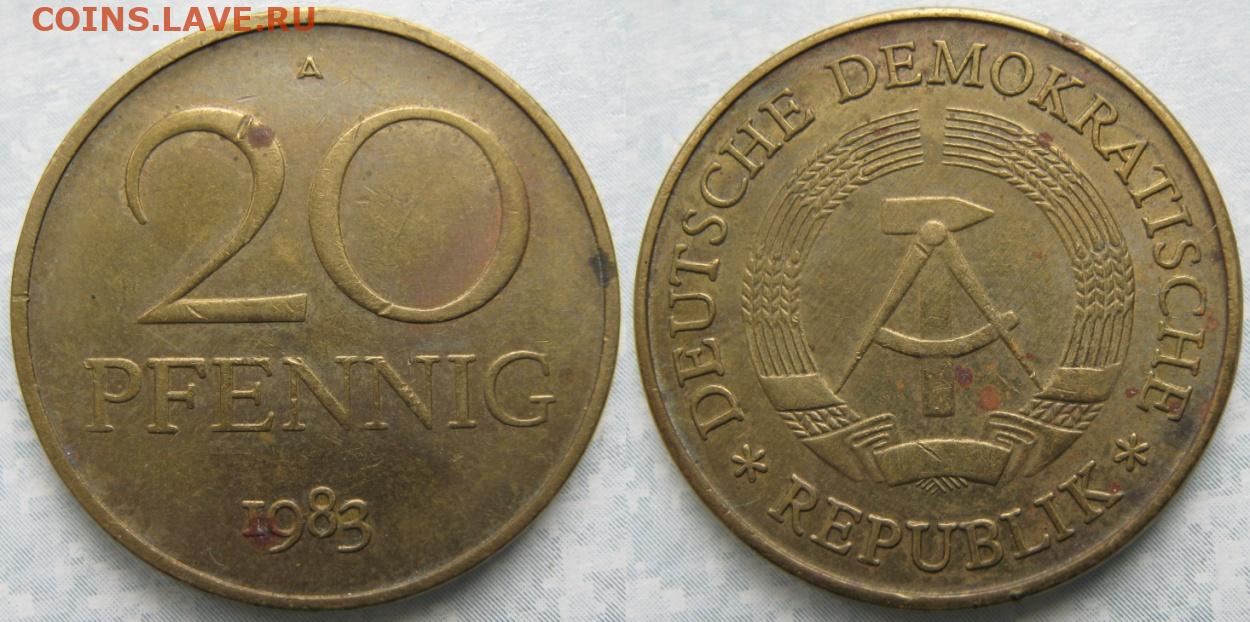 COINS.LAVE.RU
A
20
PFENNIG
1983
DEUTSCHE DEMOKRATISCHE
* REPUBLIK *